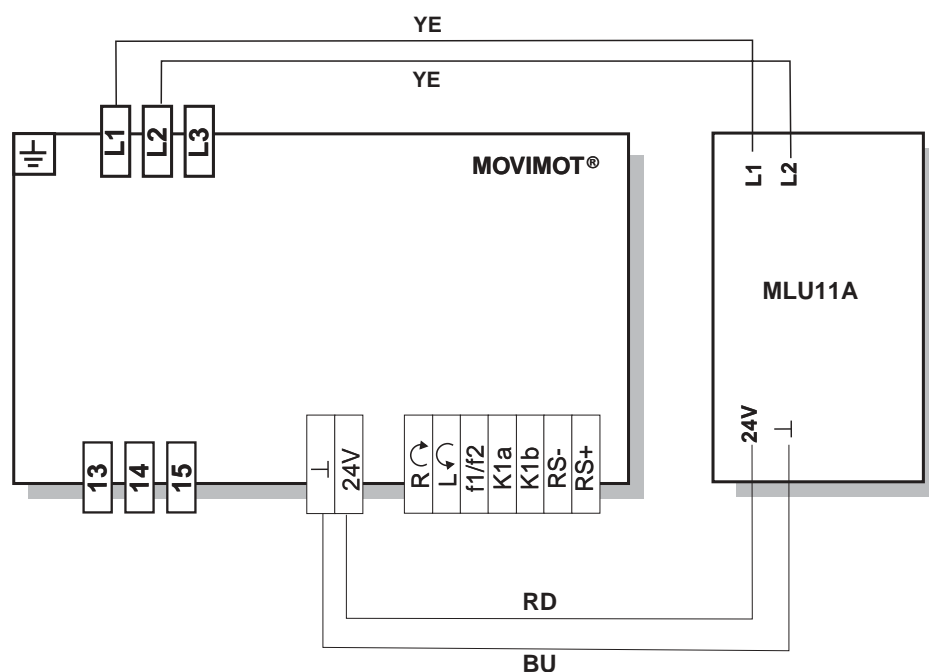 YE
YE
L1
L2
L3
MOVIMOT®
L1
L2
MLU11A
24V
⊥
13
14
15
⊥
24V
R
L
f1/f2
K1a
K1b
RS-
RS+
RD
BU